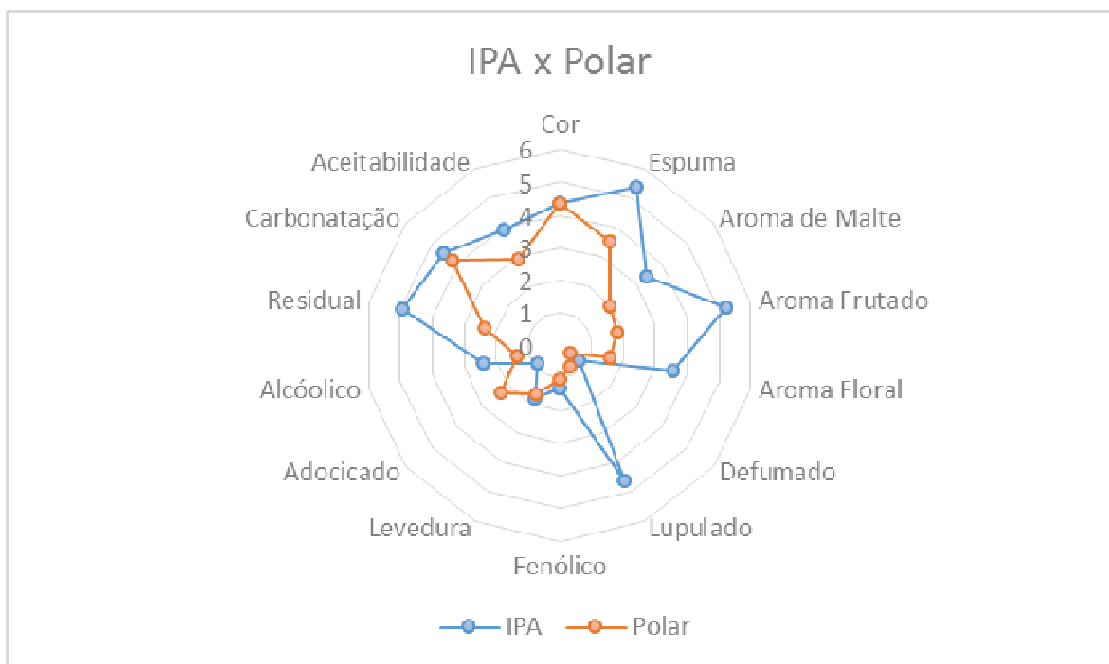 IPA x Polar
Cor
Espuma
Aroma de Malte
Aroma Frutado
Aroma Floral
Defumado
Lupulado
Fenólico
Levedura
Adocicado
Alcóolico
Residual
Carbonatação
Aceitabilidade
6
5
4
3
2
1
0
IPA
Polar